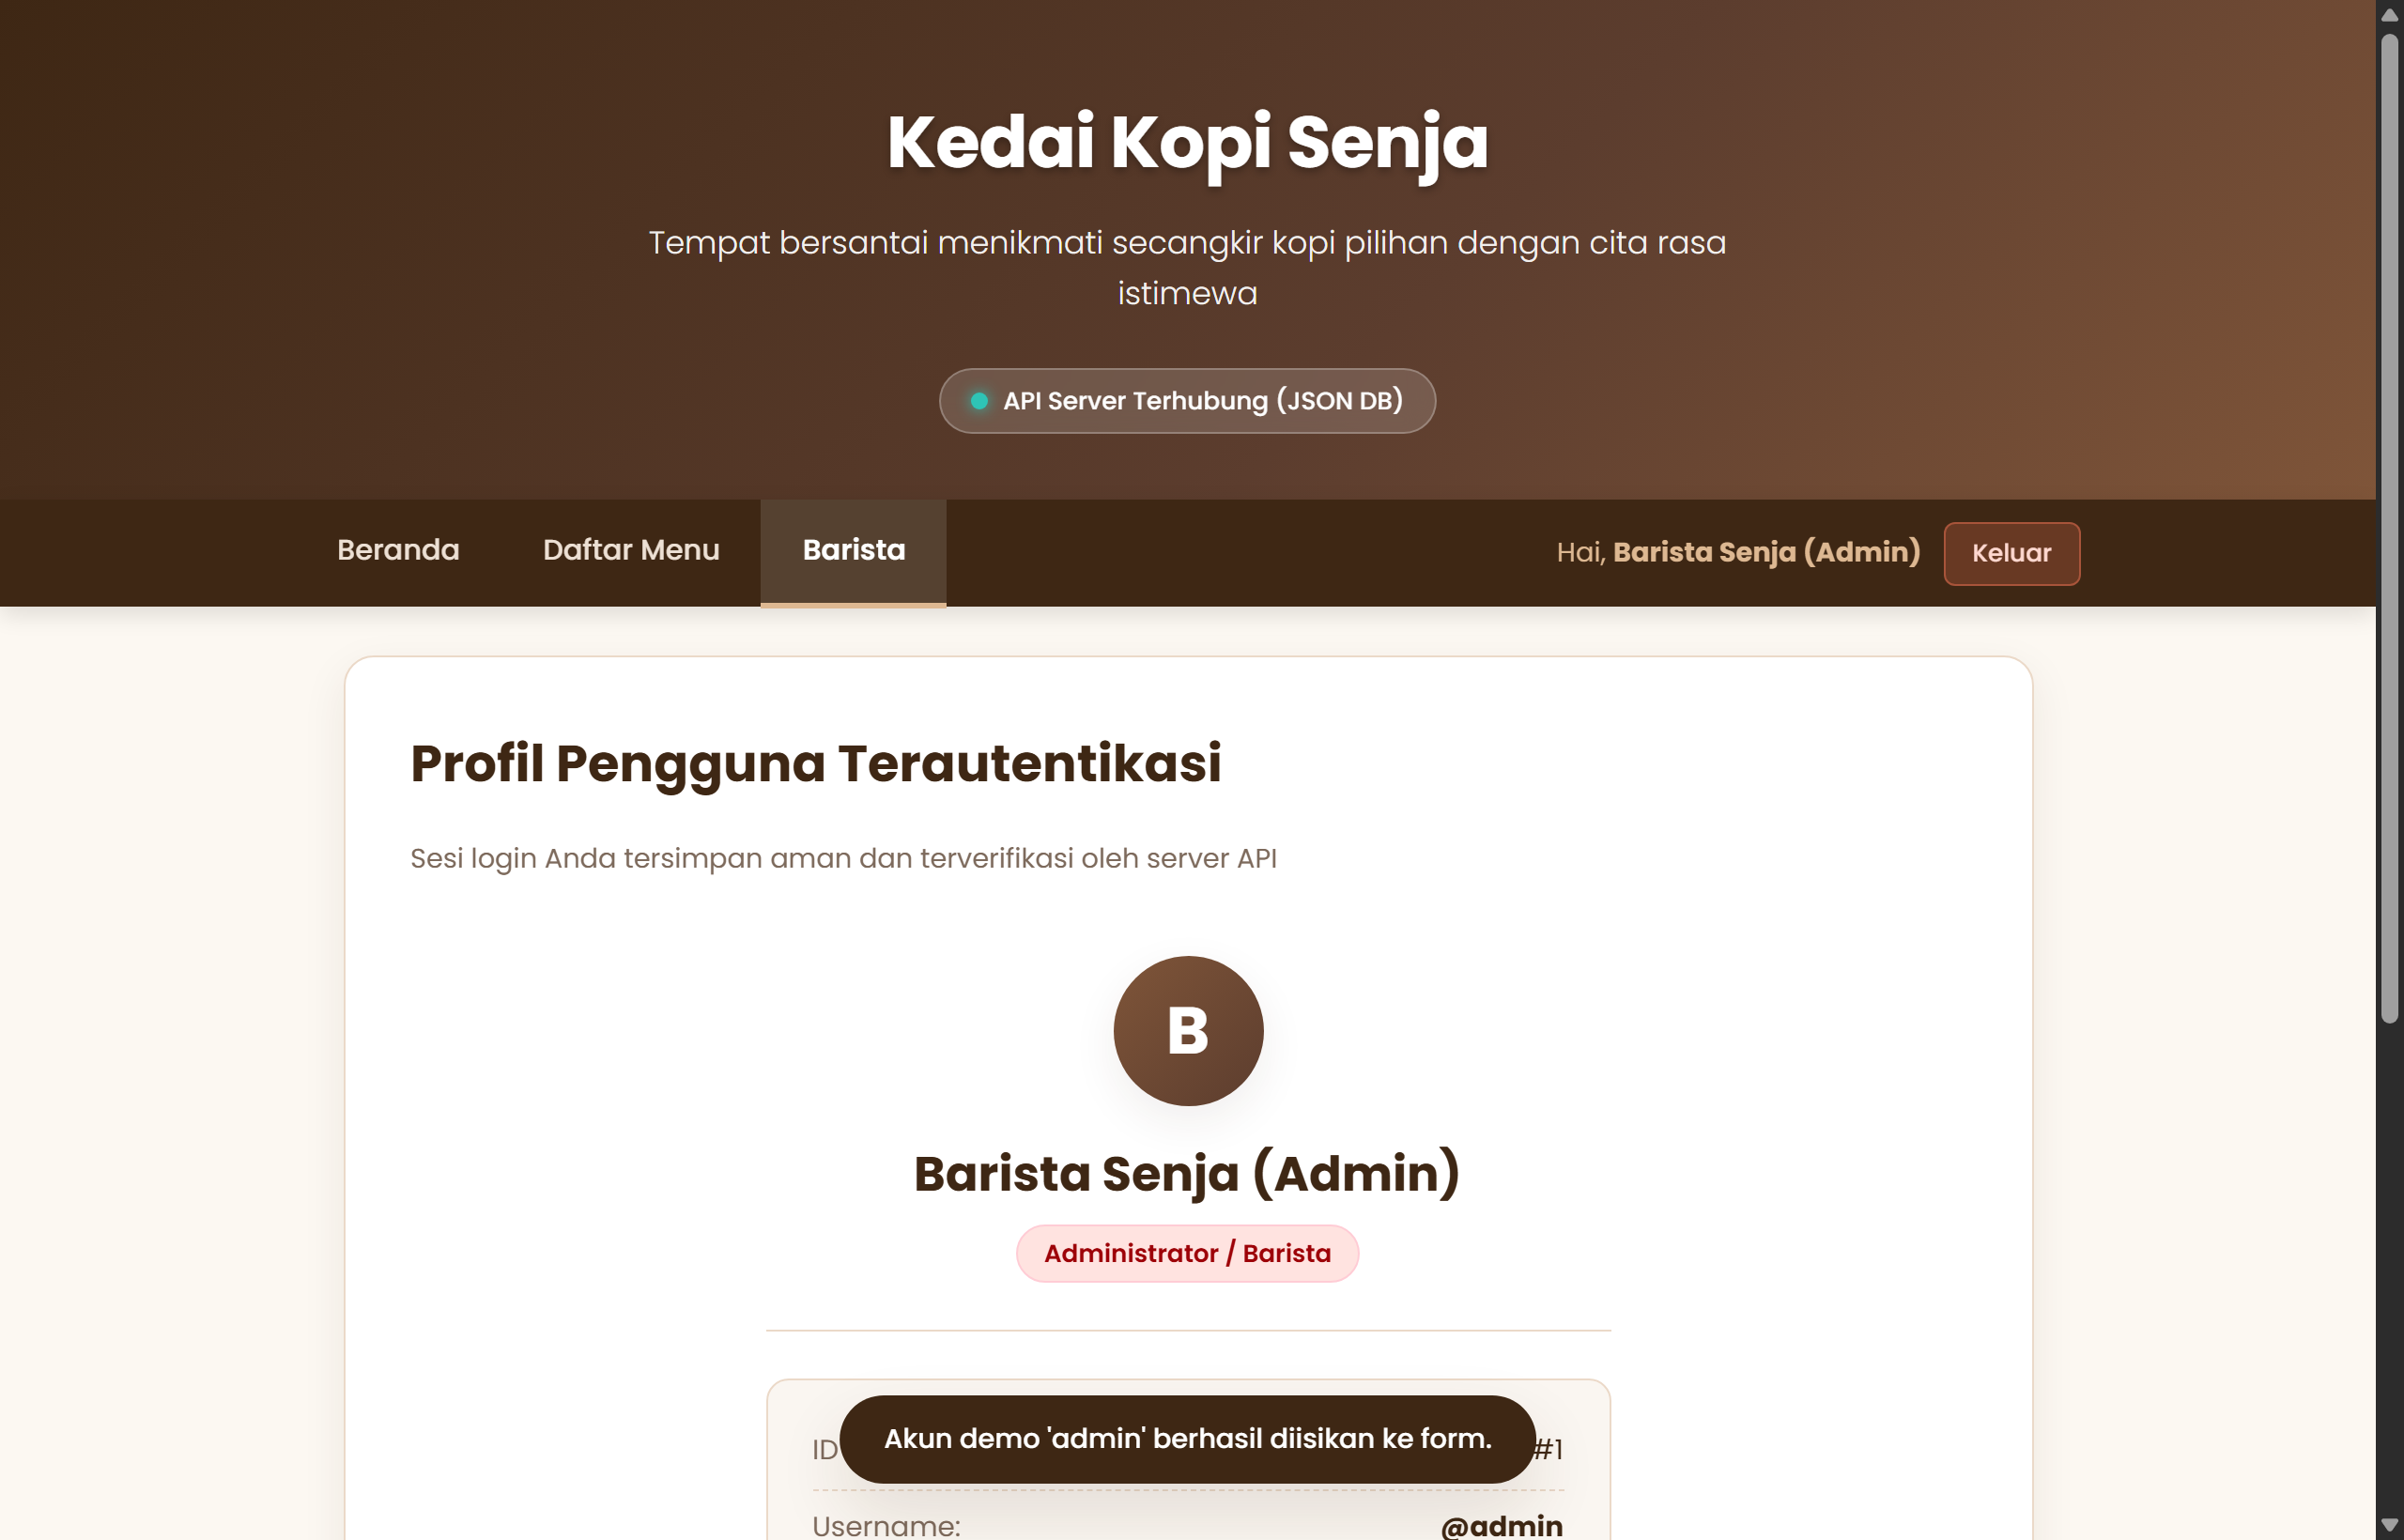 Kedai Kopi Senja
Tempat bersantai menikmati secangkir kopi pilihan dengan cita rasa
istimewa
API Server Terhubung (JSON DB)
Beranda
Daftar Menu
Barista
Hai, Barista Senja (Admin)
Keluar
Profil Pengguna Terautentikasi
Sesi login Anda tersimpan aman dan terverifikasi oleh server API
B
Barista Senja (Admin)
Administrator / Barista
ID
#1
Akun demo 'admin' berhasil diisikan ke form.
Username:
@admin